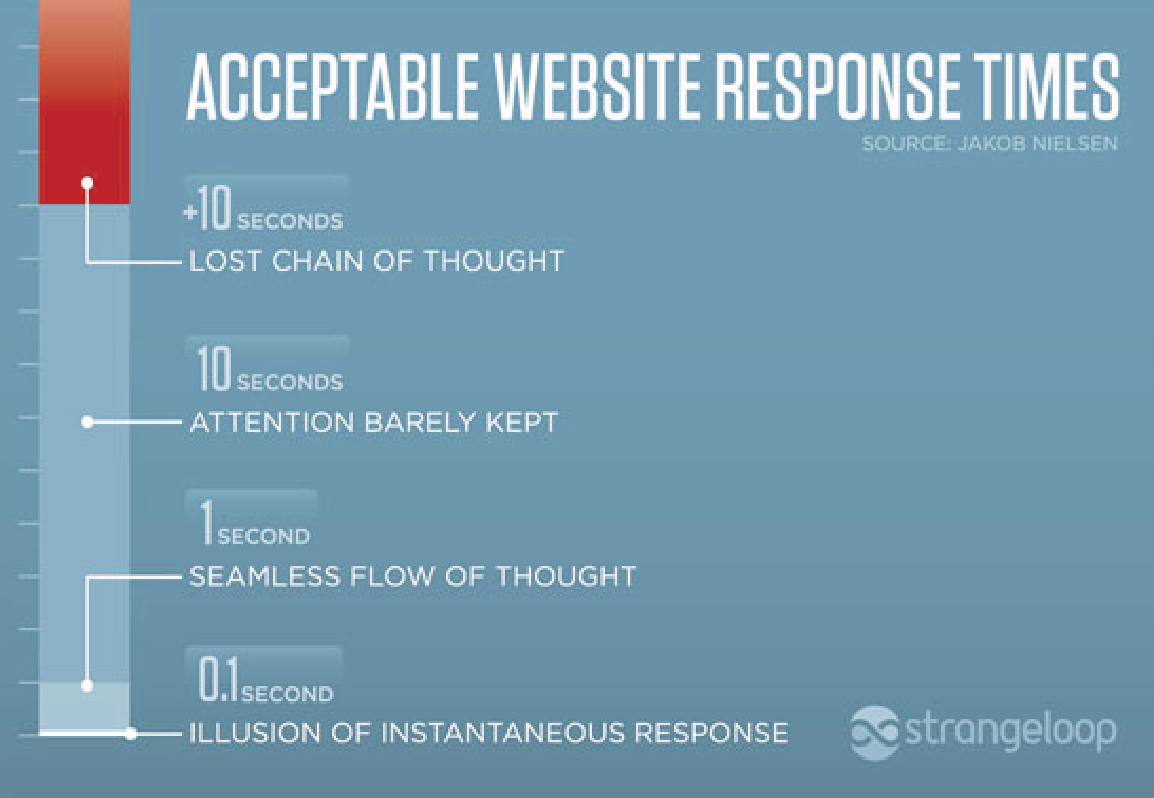 ACCEPTABLE WEBSITE RESPONSE TIMES
SOURCE: JAKOB NIELSEN
+10 SECONDS
LOST CHAIN OF THOUGHT
10 SECONDS
ATTENTION BARELY KEPT
1 SECOND
SEAMLESS FLOW OF THOUGHT
0.1 SECOND
ILLUSION OF INSTANTANEOUS RESPONSE
strangeloop